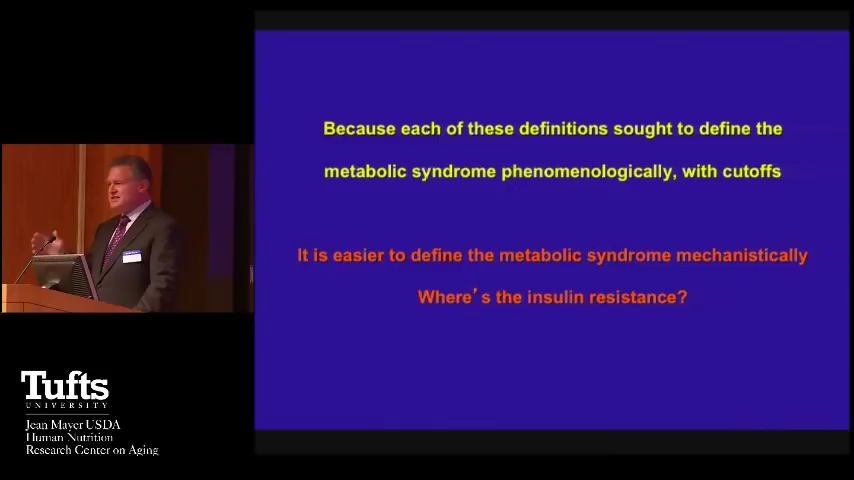 Because each of these definitions sought to define the
metabolic syndrome phenomenologically, with cutoffs
It is easier to define the metabolic syndrome mechanistically
Where's the insulin resistance?
Tufts
UNIVERSITY
Jean Mayer USDA
Human Nutrition
Research Center on Aging